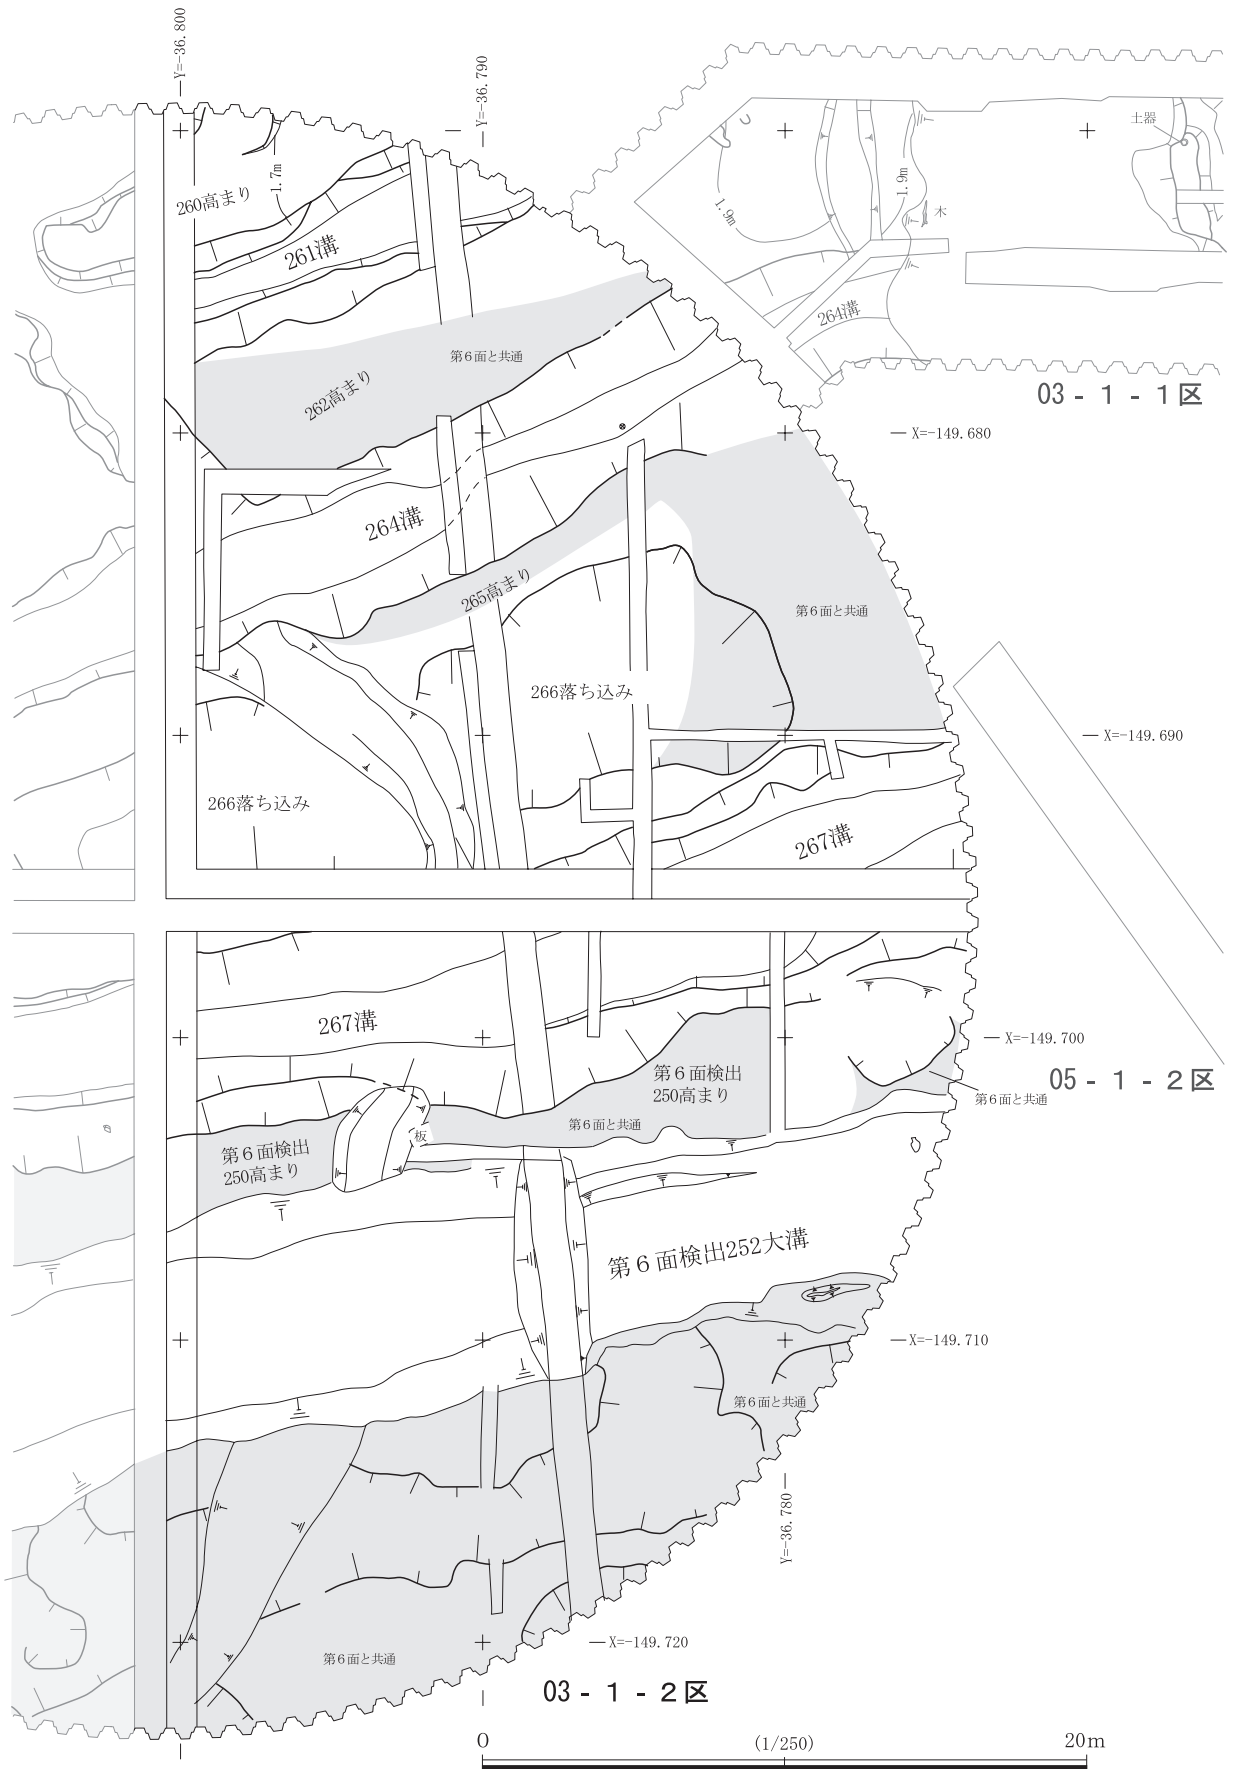 Y=-36.800
Y=-36.790
土器
1.7m
1.9m
1.9m
木
260高まり
261溝
264溝
第6面と共通
262高まり
03 - 1 - 1区
X=-149.680
264溝
265高まり
第6面と共通
266落ち込み
X=-149.690
266落ち込み
267溝
267溝
X=-149.700
第6面検出
250高まり
05 - 1 - 2区
第6面と共通
第6面と共通
板
第6面検出
250高まり
第6面検出252大溝
X=-149.710
第6面と共通
Y=-36.780
X=-149.720
第6面と共通
03 - 1 - 2区
0
(1/250)
20m